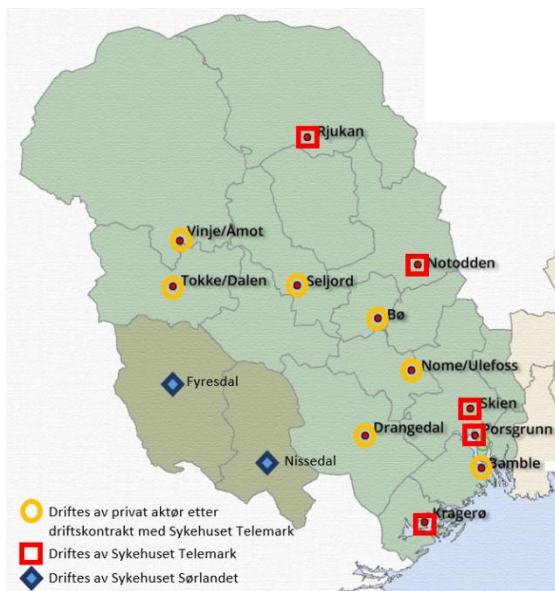 Rjukan
Vinje/Åmot
Notodden
Tokke/Dalen
Seljord
Bø
Nome/Ulefoss
Fyresdal
Skien
Drangedal
Porsgrunn
Nissedal
Bamble
Kragerø
Driftes av privat aktør etter
driftskontrakt med Sykehuset Telemark
Driftes av Sykehuset Telemark
Driftes av Sykehuset Sørlandet